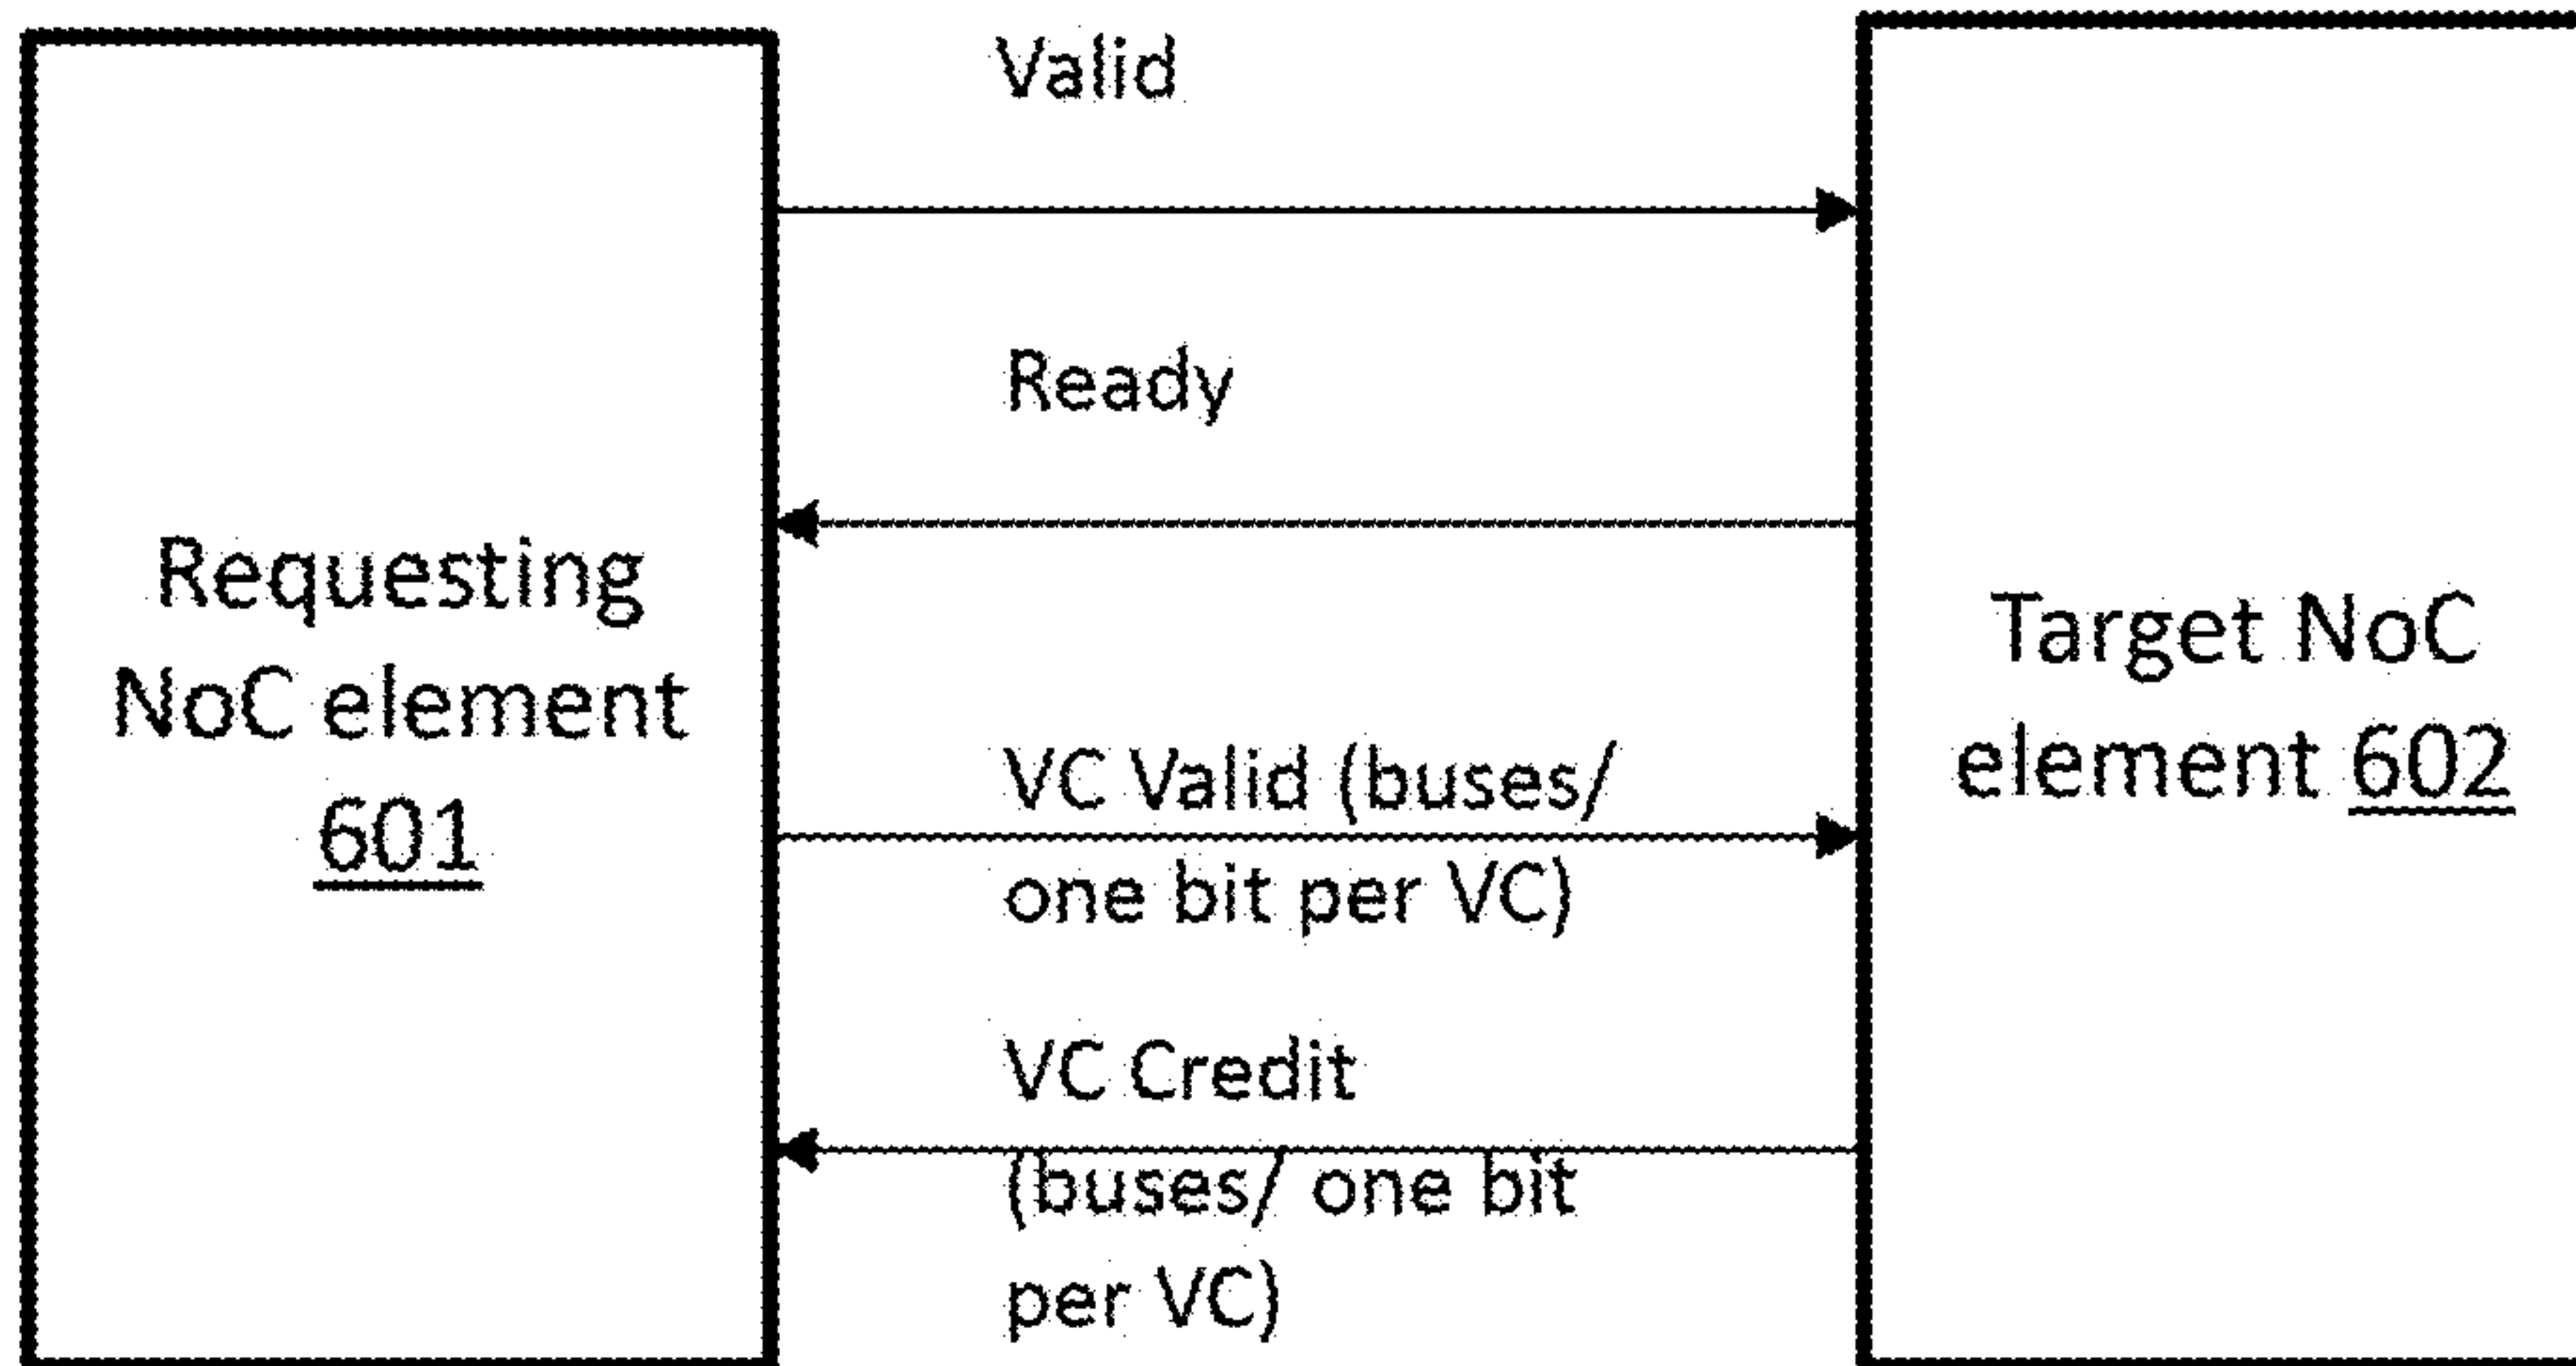 Requesting
NoC element
601
Valid
Ready
VC Valid (buses/
one bit per VC)
VC Credit
(buses/ one bit
per VC)
Target NoC
element 602